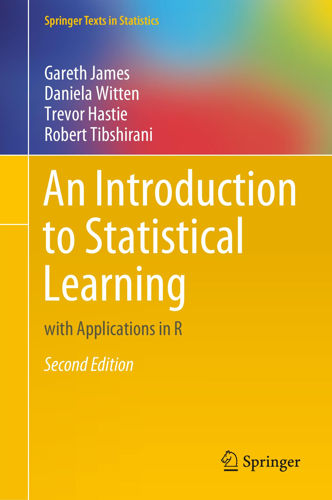 Springer Texts in Statistics
Gareth James
Daniela Witten
Trevor Hastie
Robert Tibshirani
An Introduction
to Statistical
Learning
with Applications in R
Second Edition
Springer